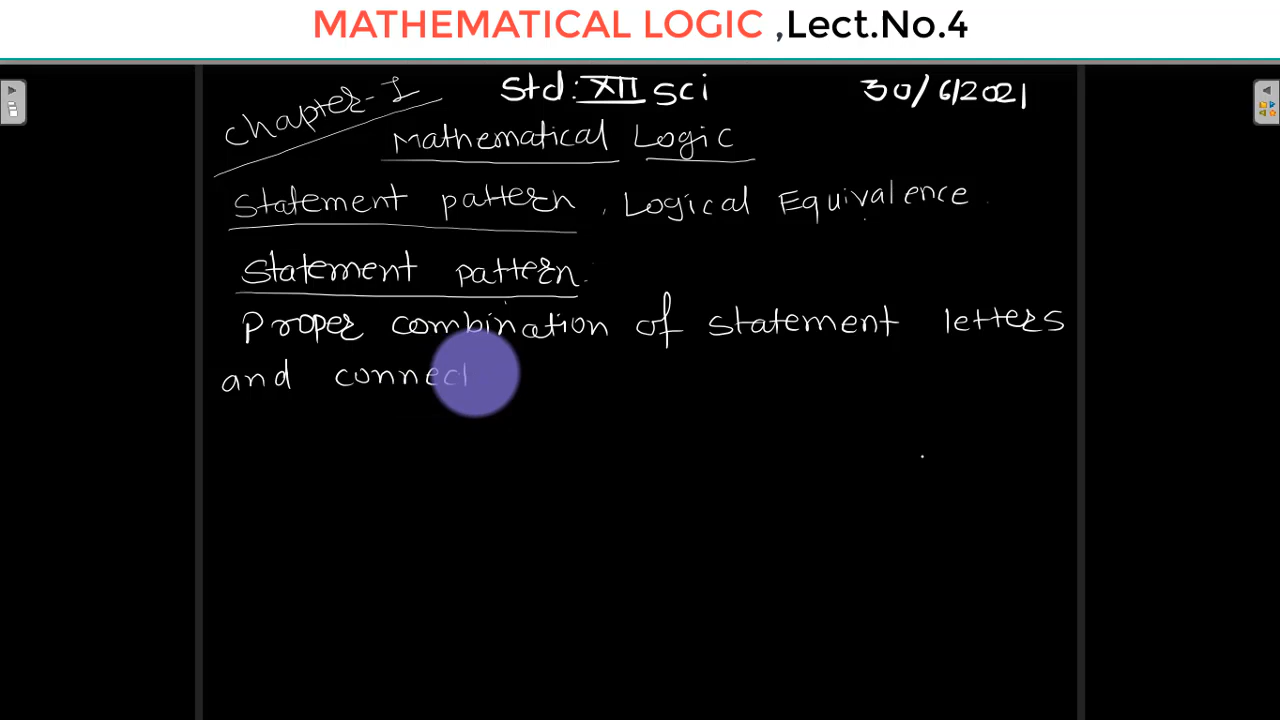 MATHEMATICAL LOGIC ,Lect.No.4
Chapter-I
Std: XII sci
30/6/2021
Mathematical Logic
Statement pattern, Logical Equivalence
Statement pattern.
Proper combination of statement letters
and connect